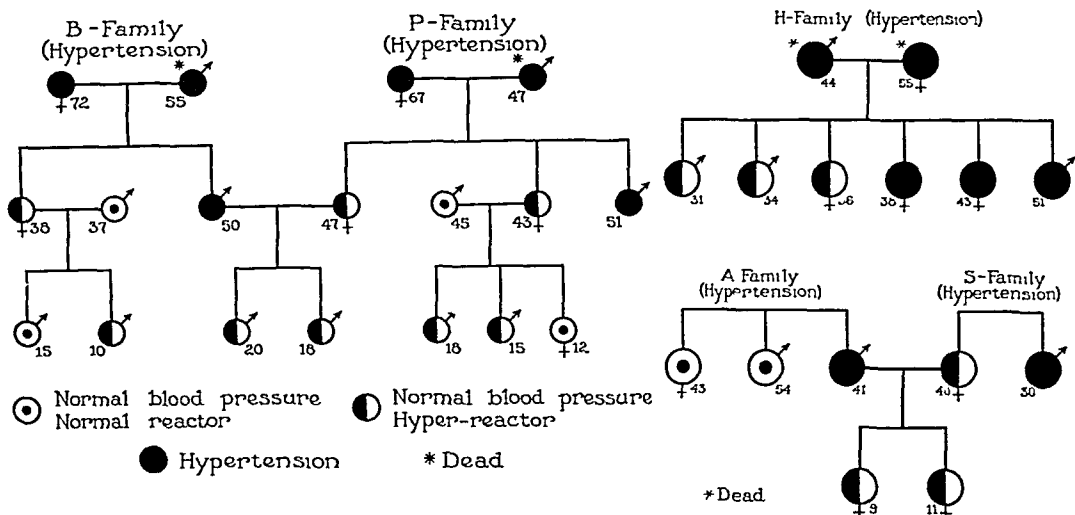 B-Family
(Hypertension)
*
♀72 55
38 37 50
15 10 20 18
P-Family
(Hypertension)
*
67 47
47 45 43 51
18 15 12
H-Family (Hypertension)
* *
44 55
31 34 38 43 51
A Family
(Hypertension)
S-Family
(Hypertension)
43 54 41 30
9 11
Normal blood pressure
Normal reactor
Normal blood pressure
Hyper-reactor
Hypertension
*Dead
*Dead